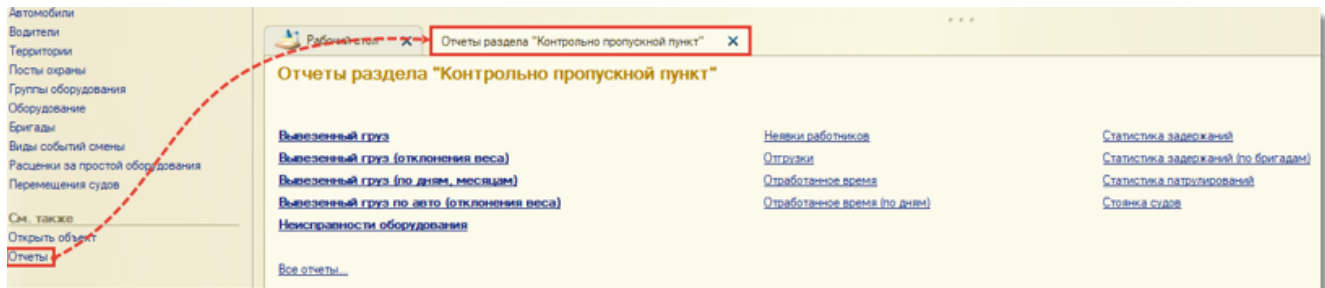 Автомобили
Водители
Территории
Посты охраны
Группы оборудования
Оборудование
Бригады
Виды событий смены
Расценки за простой оборудования
Перемещения судов
См. также
Открыть объект
Отчеты
Рабочий стол
Отчеты раздела "Контрольно пропускной пункт"
Отчеты раздела "Контрольно пропускной пункт"
Вывезенный груз
Вывезенный груз (отклонения веса)
Вывезенный груз (по дням, месяцам)
Вывезенный груз по авто (отклонения веса)
Неисправности оборудования
Неявки работников
Отгрузки
Отработанное время
Отработанное время (по дням)
Статистика задержаний
Статистика задержаний (по бригадам)
Статистика патрулирований
Стоянка судов
Все отчеты...